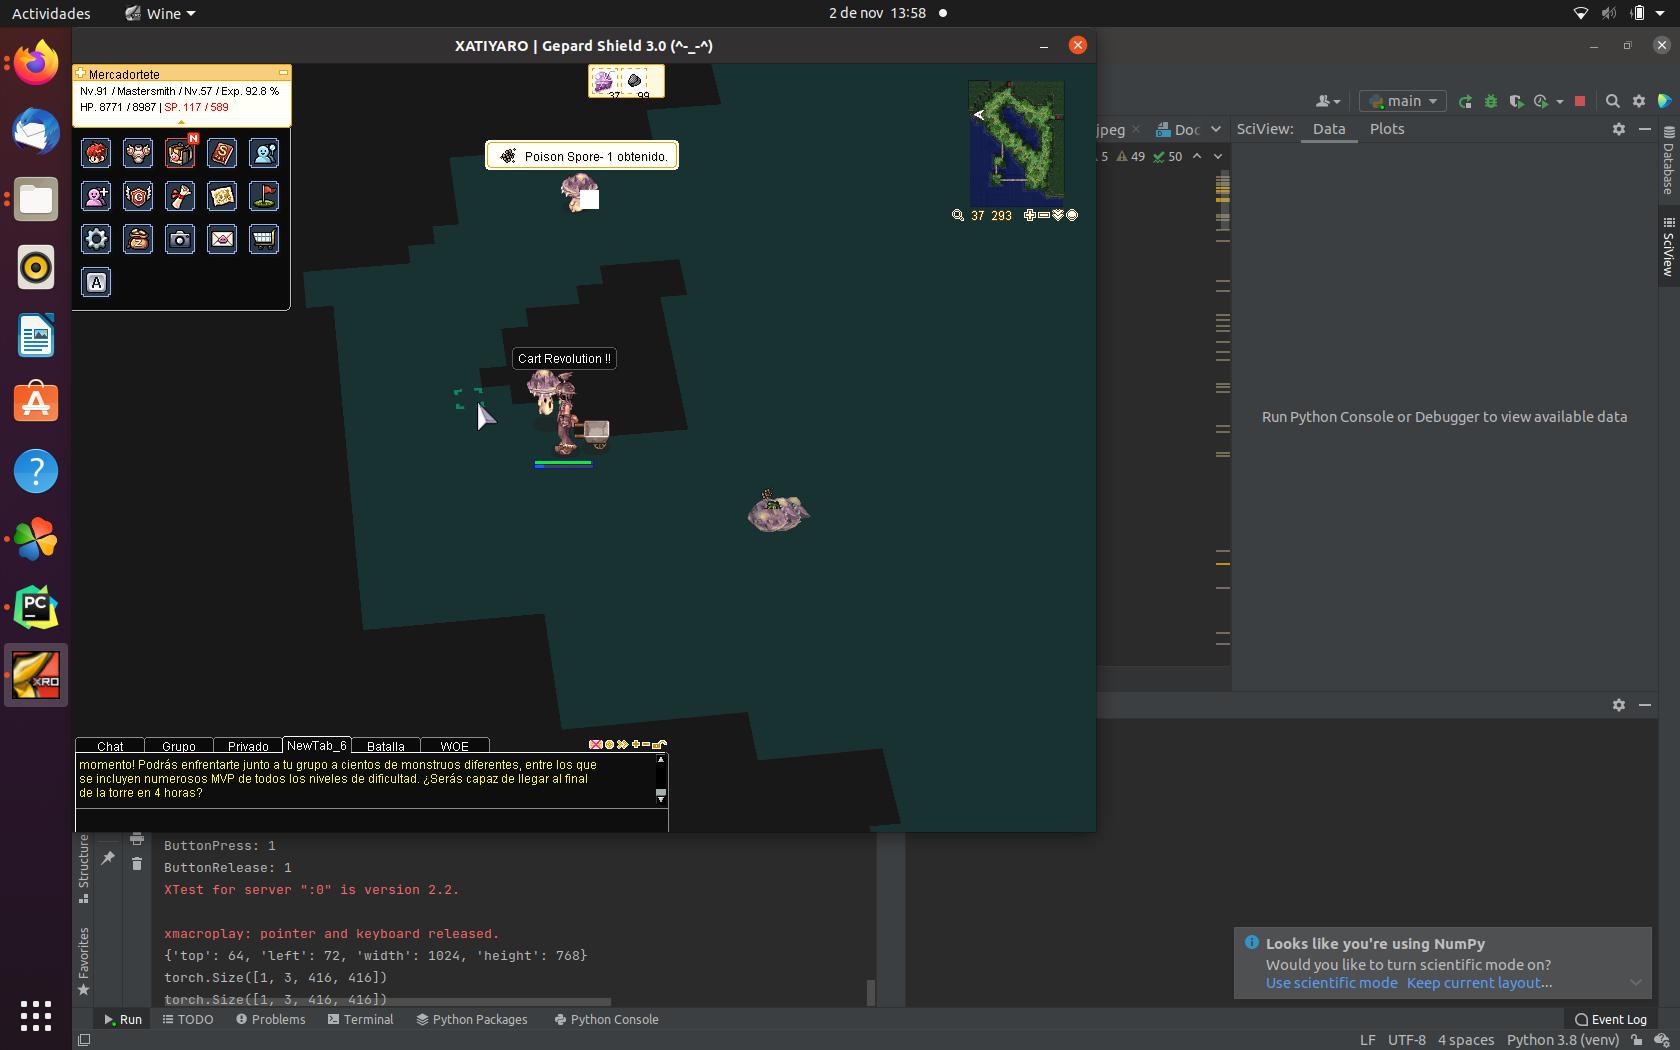 Actividades
Wine
2 de nov 13:58
XATIYARO | Gepard Shield 3.0 (^-_-^)
Mercadortete
Nv.91 / Mastersmith / Nv.57 / Exp. 92.8 %
HP. 8771 / 8987 | SP. 117 / 589
N
A
37
99
Poison Spore- 1 obtenido.
Cart Revolution !!
37 293
main
jpeg
Doc
SciView:
Data
Plots
5
49
50
Database
SciView
Run Python Console or Debugger to view available data
PC
XRO
Chat
Grupo
Privado
NewTab_6
Batalla
WOE
momento! Podrás enfrentarte junto a tu grupo a cientos de monstruos diferentes, entre los que
se incluyen numerosos MVP de todos los niveles de dificultad. ¿Serás capaz de llegar al final
de la torre en 4 horas?
Structure
Favorites
ButtonPress: 1
ButtonRelease: 1
XTest for server ":0" is version 2.2.
xmacroplay: pointer and keyboard released.
{'top': 64, 'left': 72, 'width': 1024, 'height': 768}
torch.Size([1, 3, 416, 416])
torch.Size([1, 3, 416, 416])
Looks like you're using NumPy
Would you like to turn scientific mode on?
Use scientific mode
Keep current layout...
Run
TODO
Problems
Terminal
Python Packages
Python Console
Event Log
LF
UTF-8
4 spaces
Python 3.8 (venv)